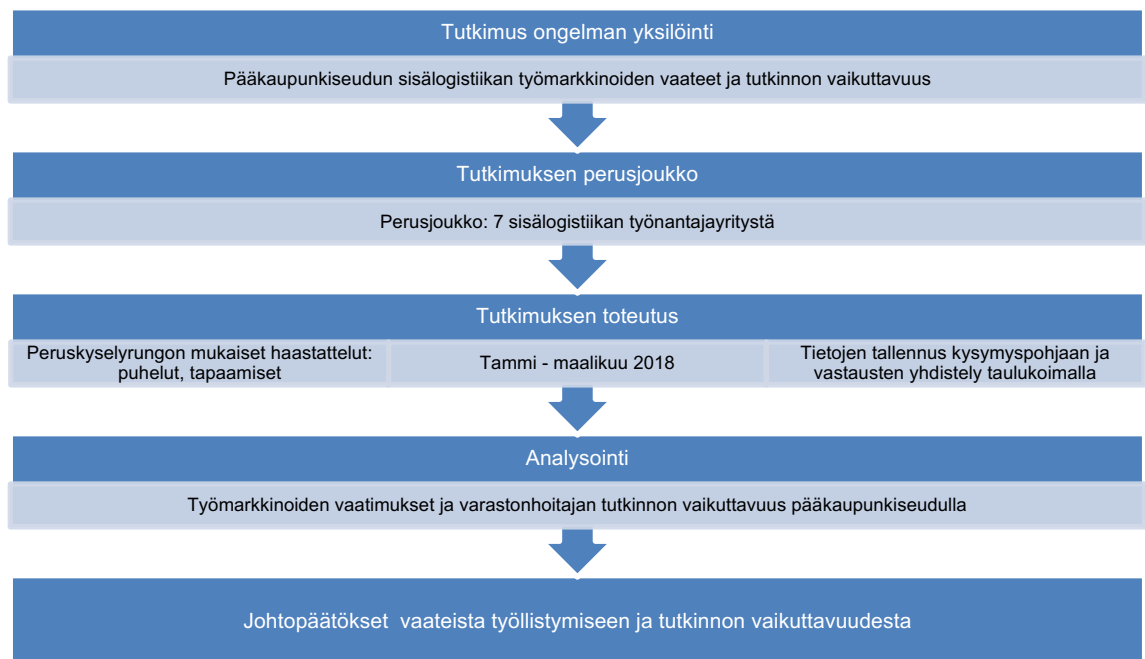 Tutkimus ongelman yksilöinti
Pääkaupunkiseudun sisälogistiikan työmarkkinoiden vaateet ja tutkinnon vaikuttavuus
Tutkimuksen perusjoukko
Perusjoukko: 7 sisälogistiikan työnantajayritystä
Tutkimuksen toteutus
Peruskyselyrungon mukaiset haastattelut:
puhelut, tapaamiset
Tammi - maalikuu 2018
Tietojen tallennus kysymyspohjaan ja
vastausten yhdistely taulukoimalla
Analysointi
Työmarkkinoiden vaatimukset ja varastonhoitajan tutkinnon vaikuttavuus pääkaupunkiseudulla
Johtopäätökset vaateista työllistymiseen ja tutkinnon vaikuttavuudesta